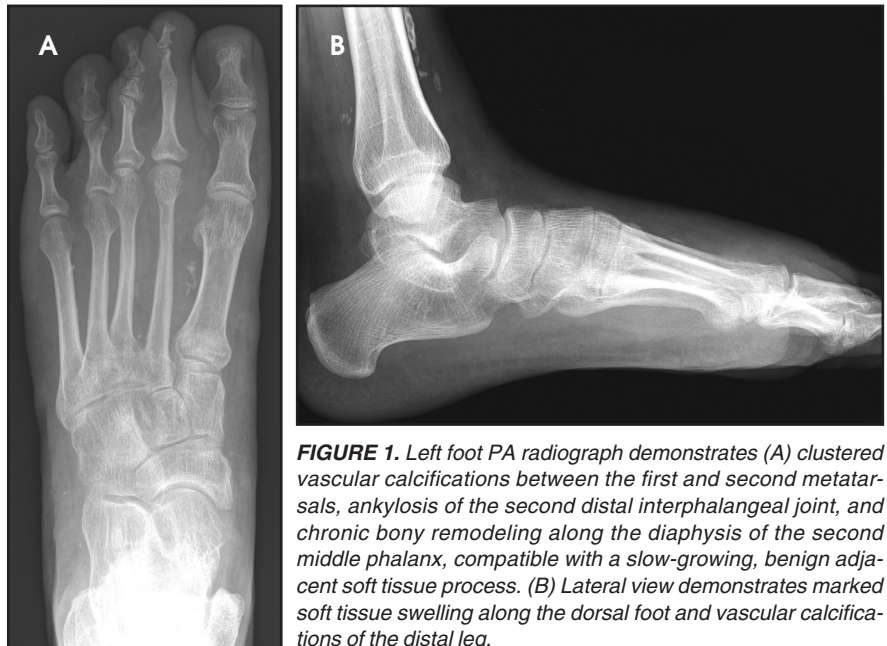 A
B
FIGURE 1. Left foot PA radiograph demonstrates (A) clustered
vascular calcifications between the first and second metatar-
sals, ankylosis of the second distal interphalangeal joint, and
chronic bony remodeling along the diaphysis of the second
middle phalanx, compatible with a slow-growing, benign adja-
cent soft tissue process. (B) Lateral view demonstrates marked
soft tissue swelling along the dorsal foot and vascular calcifica-
tions of the distal leg.